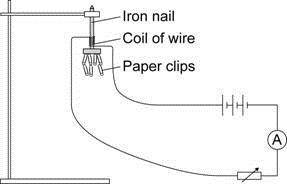 Iron nail
Coil of wire
Paper clips
A